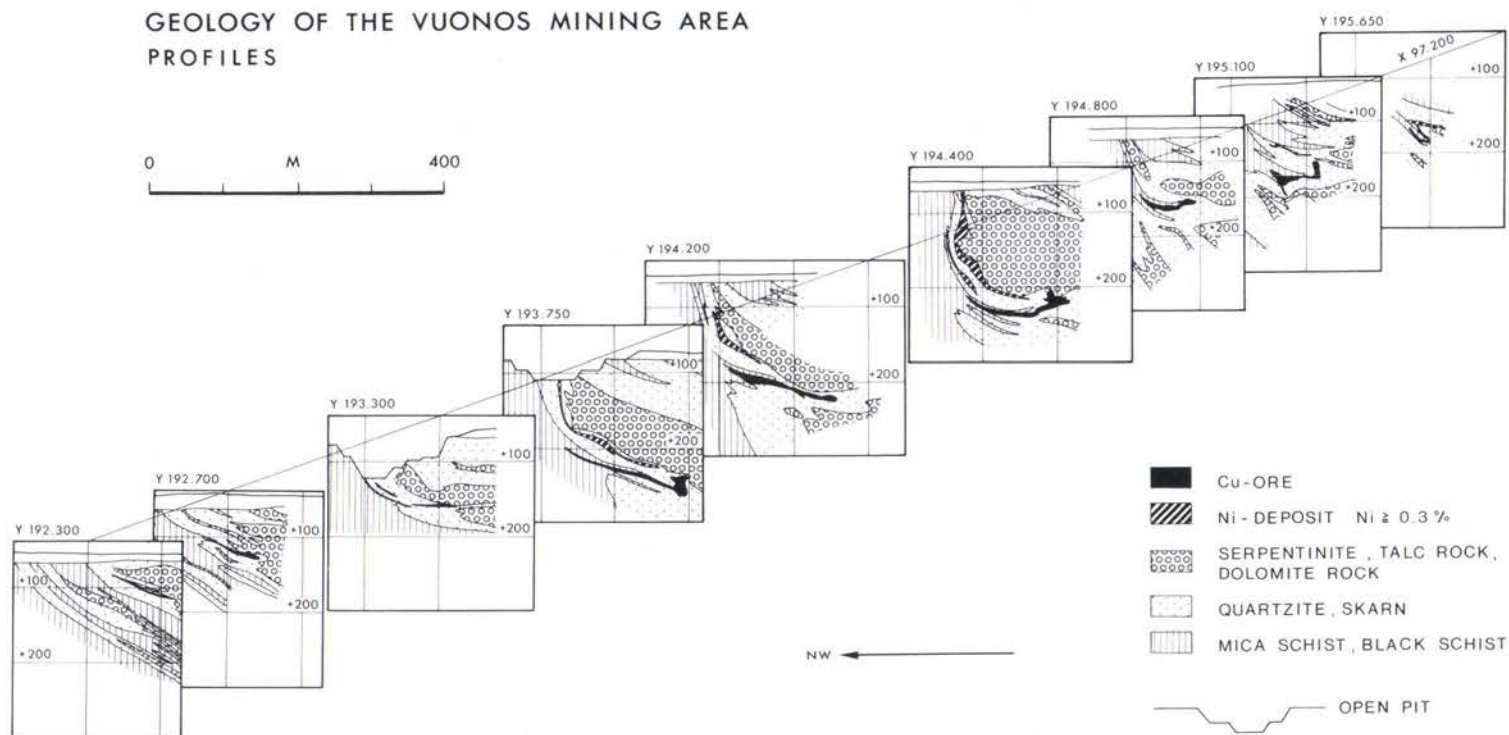 GEOLOGY OF THE VUONOS MINING AREA
PROFILES
0 M 400
Y 195.650
X 97.200
+100
+200
Y 195.100
+100
+200
Y 194.800
+100
+200
Y 194.400
+100
+200
Y 194.200
+100
+200
Y 193.750
+100
+200
Y 193.300
+100
+200
Y 192.700
+100
+200
Y 192.300
+100
+200
NW
Cu-ORE
Ni-DEPOSIT Ni ≧ 0.3 %
SERPENTINITE, TALC ROCK,
DOLOMITE ROCK
QUARTZITE, SKARN
MICA SCHIST, BLACK SCHIST
OPEN PIT